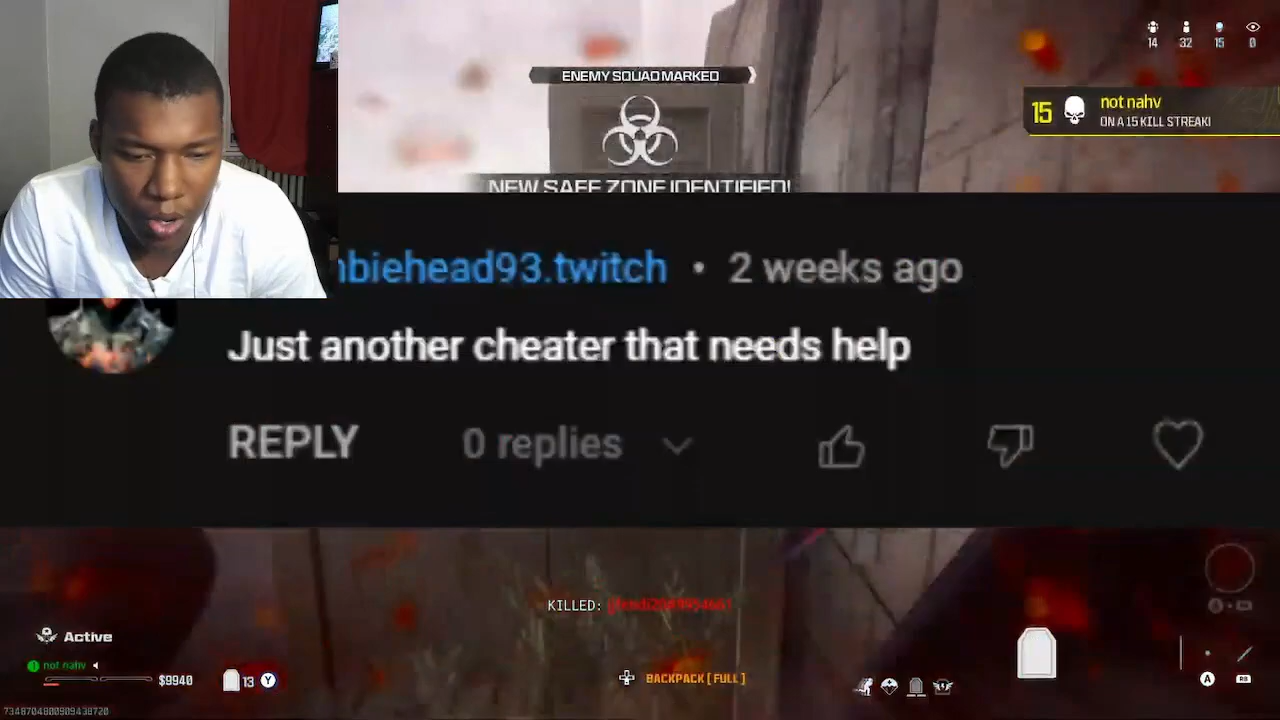 ENEMY SQUAD MARKED
14 32 15 0
15 not nahv
ON A 15 KILL STREAK!
NEW SAFE ZONE IDENTIFIED!
biehead93.twitch • 2 weeks ago
Just another cheater that needs help
REPLY 0 replies
KILLED:
Active
not nahv
$9940
13 Y
BACKPACK [ FULL ]
A RB